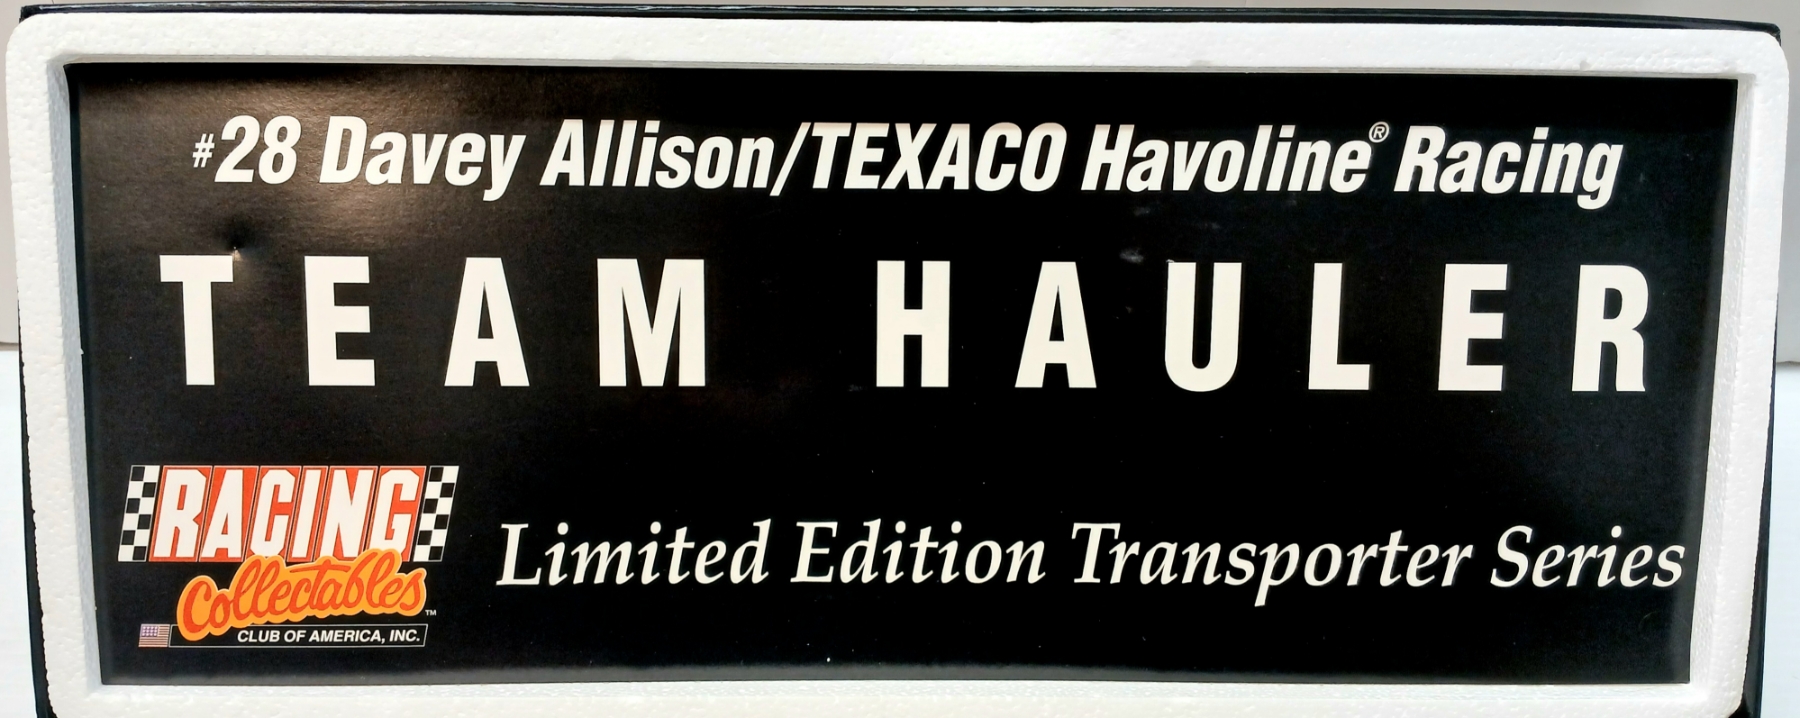 #28 Davey Allison/TEXACO Havoline® Racing
TEAM HAULER
RACING
Collectables™
CLUB OF AMERICA, INC.
Limited Edition Transporter Series